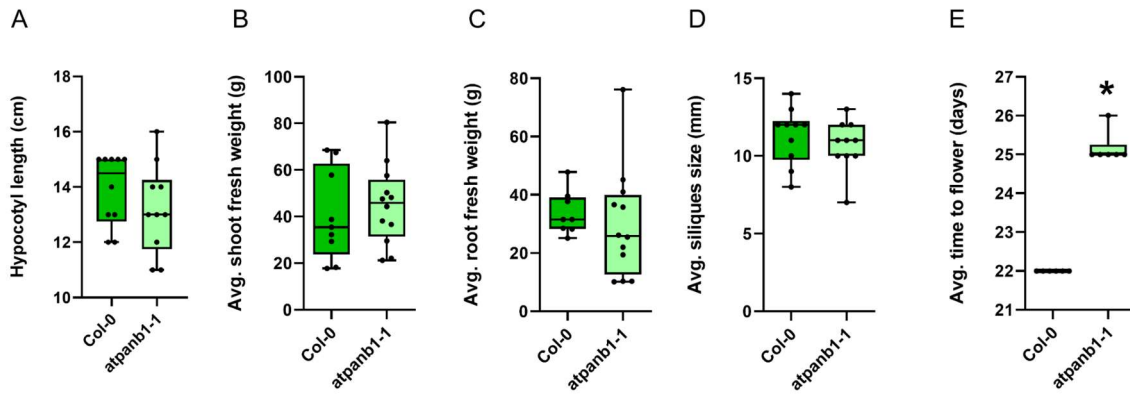 A
Hypocotyl length (cm)
18
16
14
12
10
Col-0
atpanb1-1
B
Avg. shoot fresh weight (g)
100
80
60
40
20
0
Col-0
atpanb1-1
C
Avg. root fresh weight (g)
80
60
40
20
0
Col-0
atpanb1-1
D
Avg. siliques size (mm)
15
10
5
0
Col-0
atpanb1-1
E
Avg. time to flower (days)
27
26
25
24
23
22
21
*
Col-0
atpanb1-1